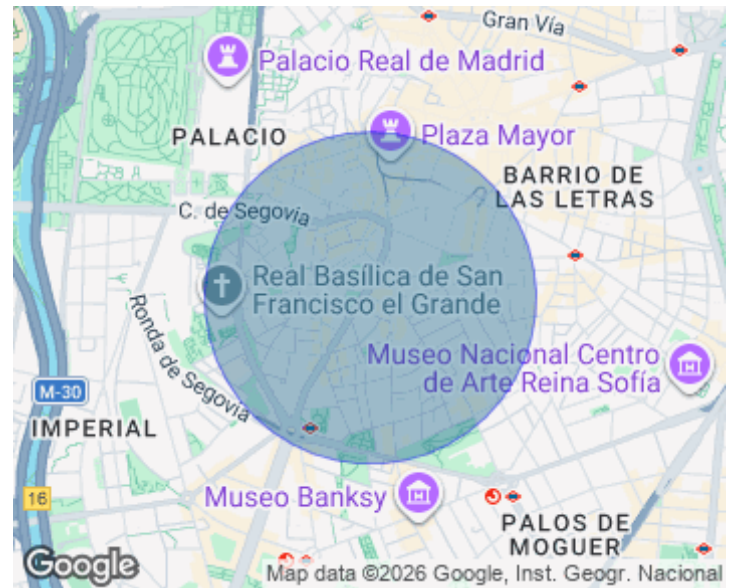 Gran Vía
Palacio Real de Madrid
PALACIO
Plaza Mayor
BARRIO DE
LAS LETRAS
C. de Segovia
Real Basílica de San
Francisco el Grande
Ronda de Segovia
Museo Nacional Centro
de Arte Reina Sofía
M-30
IMPERIAL
16
Museo Banksy
PALOS DE
MOGUER
Google
Map data ©2026 Google, Inst. Geogr. Nacional